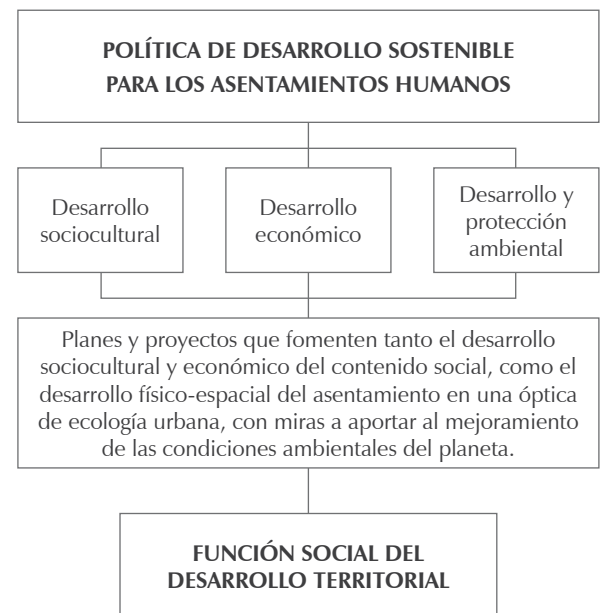 POLÍTICA DE DESARROLLO SOSTENIBLE
PARA LOS ASENTAMIENTOS HUMANOS
Desarrollo
sociocultural
Desarrollo
económico
Desarrollo y
protección
ambiental
Planes y proyectos que fomenten tanto el desarrollo
sociocultural y económico del contenido social, como el
desarrollo físico-espacial del asentamiento en una óptica
de ecología urbana, con miras a aportar al mejoramiento
de las condiciones ambientales del planeta.
FUNCIÓN SOCIAL DEL
DESARROLLO TERRITORIAL